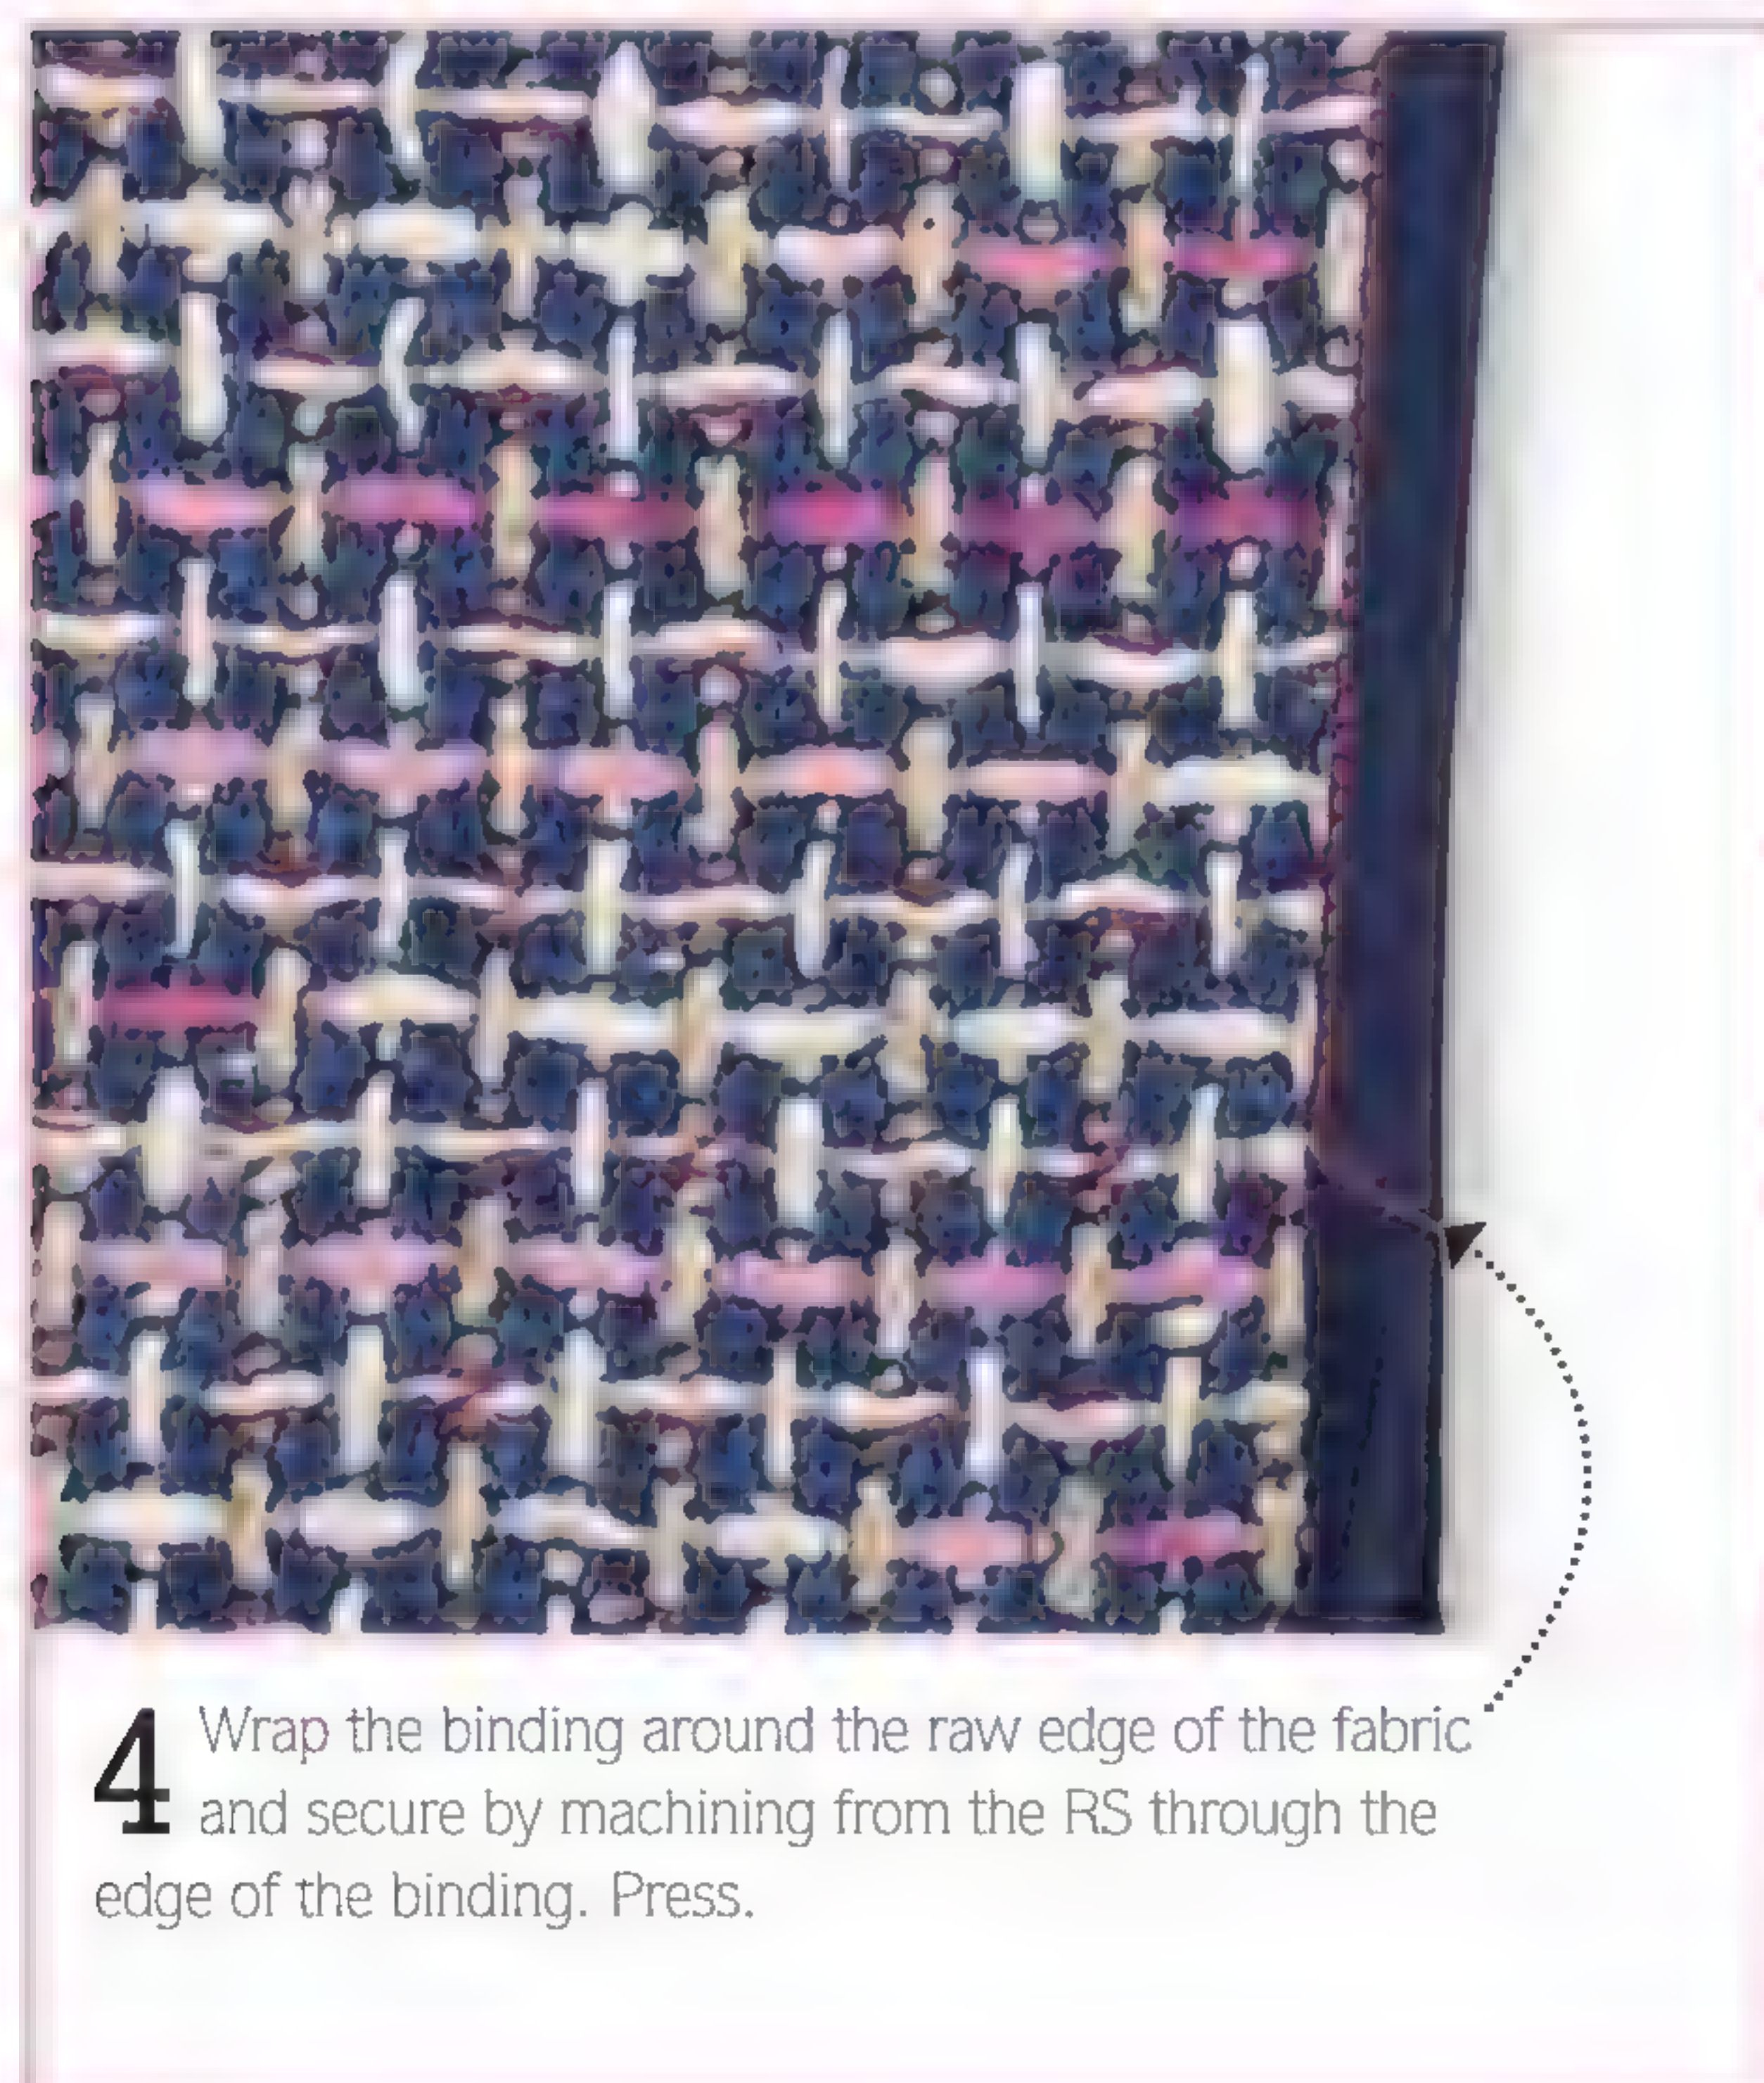 4 Wrap the binding around the raw edge of the fabric
and secure by machining from the RS through the
edge of the binding. Press.